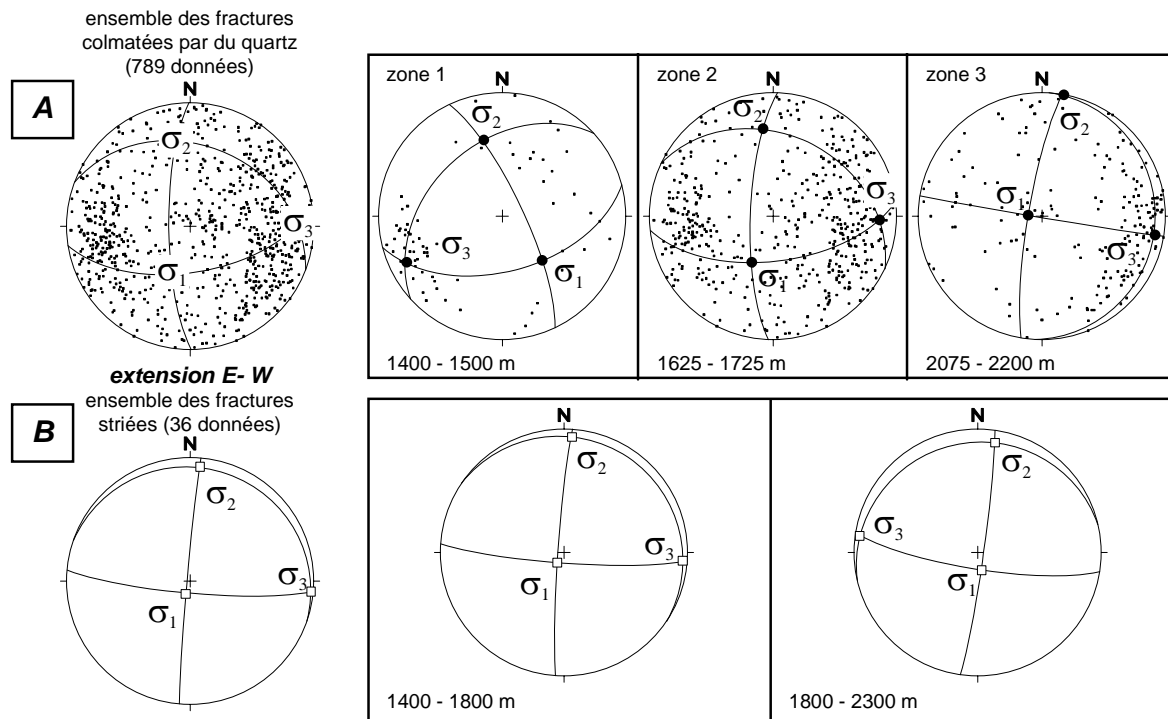 ensemble des fractures
colmatées par du quartz
(789 données)
A
N
σ2
σ3
σ1
extension E- W
zone 1
N
σ2
σ3
σ1
1400 - 1500 m
zone 2
N
σ2
σ3
σ1
1625 - 1725 m
zone 3
N
σ2
σ1
σ3
2075 - 2200 m
B
ensemble des fractures
striées (36 données)
N
σ2
σ3
σ1
N
σ2
σ3
σ1
1400 - 1800 m
N
σ2
σ3
σ1
1800 - 2300 m